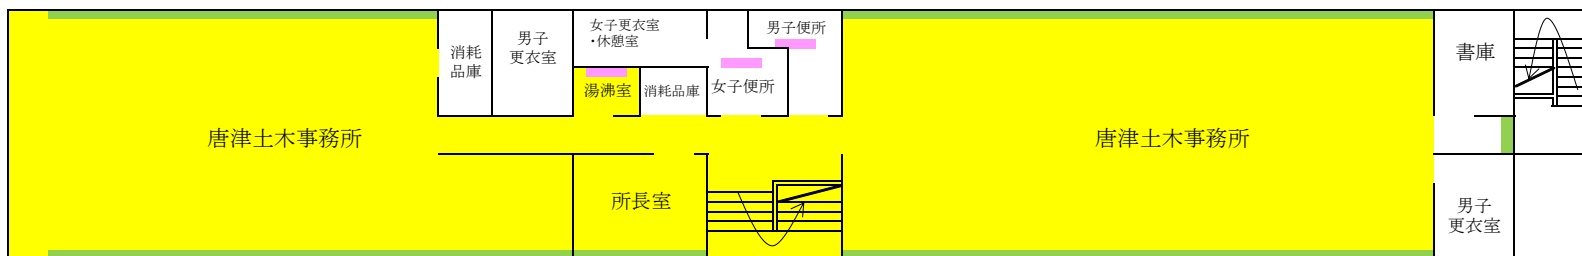 消耗
品庫
男子
更衣室
女子更衣室
・休憩室
男子便所
湯沸室
消耗品庫
女子便所
書庫
唐津土木事務所
唐津土木事務所
所長室
男子
更衣室